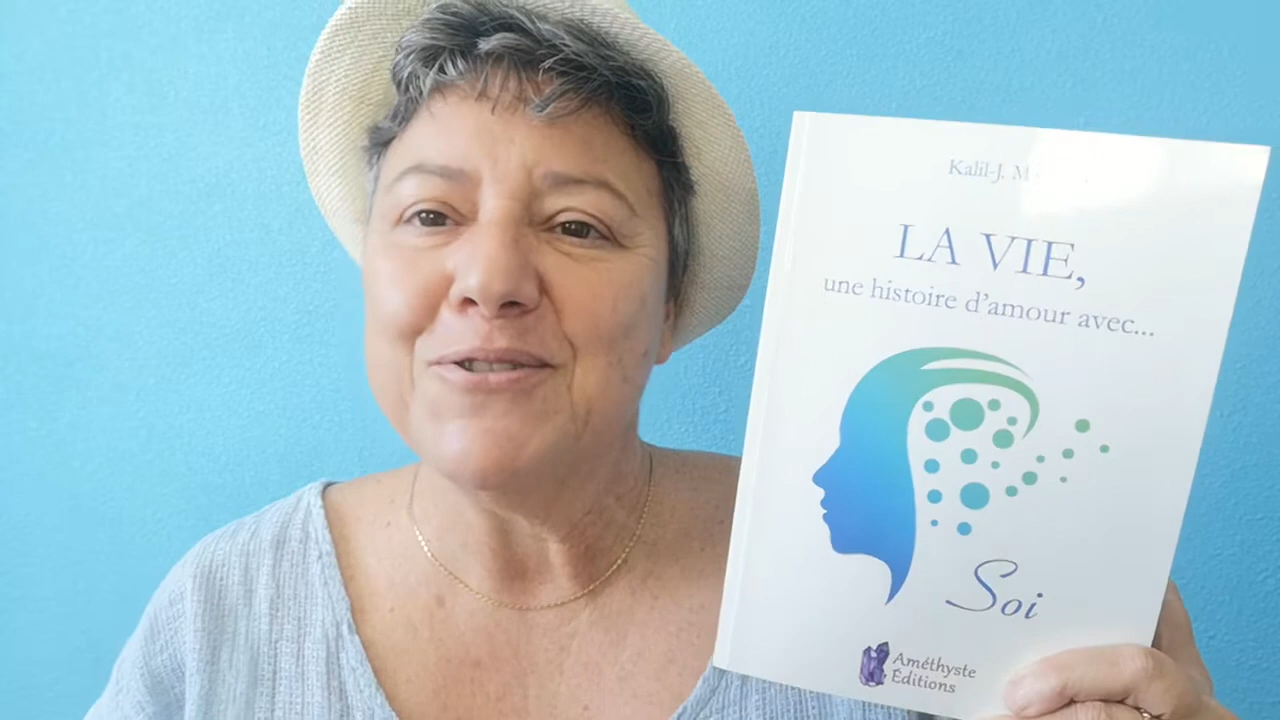 Kalil-J.
LA VIE,
une histoire d'amour avec...
Soi
Améthyste
Éditions